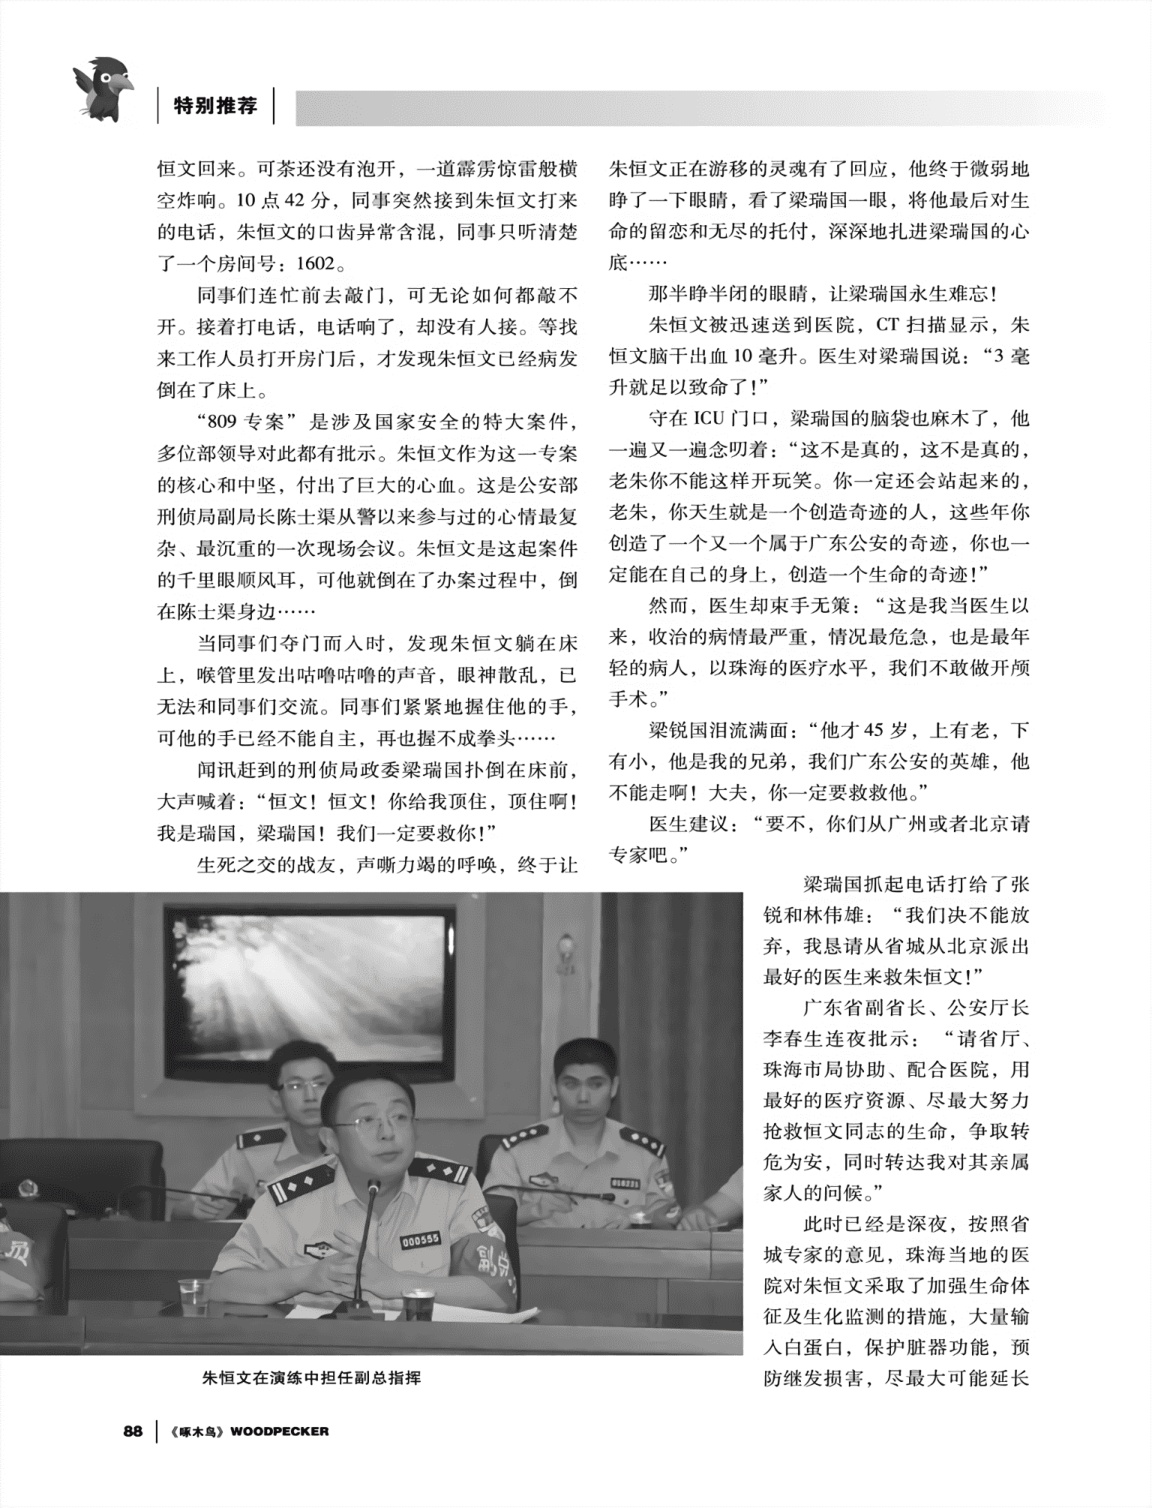 特别推荐
恒文回来。可茶还没有泡开，一道霹雳惊雷般横
空炸响。10 点 42 分，同事突然接到朱恒文打来
的电话，朱恒文的口齿异常含混，同事只听清楚
了一个房间号：1602。
同事们连忙前去敲门，可无论如何都敲不
开。接着打电话，电话响了，却没有人接。等找
来工作人员打开房门后，才发现朱恒文已经病发
倒在了床上。
“809 专案” 是涉及国家安全的特大案件，
多位部领导对此都有批示。朱恒文作为这一专案
的核心和中坚，付出了巨大的心血。这是公安部
刑侦局副局长陈士渠从警以来参与过的心情最复
杂、最沉重的一次现场会议。朱恒文是这起案件
的千里眼顺风耳，可他就倒在了办案过程中，倒
在陈士渠身边……
当同事们夺门而入时，发现朱恒文躺在床
上，喉管里发出咕噜咕噜的声音，眼神散乱，已
无法和同事们交流。同事们紧紧地握住他的手，
可他的手已经不能自主，再也握不成拳头……
闻讯赶到的刑侦局政委梁瑞国扑倒在床前，
大声喊着：“恒文！恒文！你给我顶住，顶住啊！
我是瑞国，梁瑞国！我们一定要救你！”
生死之交的战友，声嘶力竭的呼唤，终于让
朱恒文正在游移的灵魂有了回应，他终于微弱地
睁了一下眼睛，看了梁瑞国一眼，将他最后对生
命的留恋和无尽的托付，深深地扎进梁瑞国的心
底……
那半睁半闭的眼睛，让梁瑞国永生难忘！
朱恒文被迅速送到医院，CT 扫描显示，朱
恒文脑干出血 10 毫升。医生对梁瑞国说：“3 毫
升就足以致命了！”
守在 ICU 门口，梁瑞国的脑袋也麻木了，他
一遍又一遍念叨着：“这不是真的，这不是真的，
老朱你不能这样开玩笑。你一定还会站起来的，
老朱，你天生就是一个创造奇迹的人，这些年你
创造了一个又一个属于广东公安的奇迹，你也一
定能在自己的身上，创造一个生命的奇迹！”
然而，医生却束手无策：“这是我当医生以
来，收治的病情最严重，情况最危急，也是最年
轻的病人，以珠海的医疗水平，我们不敢做开颅
手术。”
梁锐国泪流满面：“他才 45 岁，上有老，下
有小，他是我的兄弟，我们广东公安的英雄，他
不能走啊！大夫，你一定要救救他。”
医生建议：“要不，你们从广州或者北京请
专家吧。”
梁瑞国抓起电话打给了张
锐和林伟雄：“我们决不能放
弃，我恳请从省城从北京派出
最好的医生来救朱恒文！”
广东省副省长、公安厅长
李春生连夜批示： “请省厅、
珠海市局协助、配合医院，用
最好的医疗资源、尽最大努力
抢救恒文同志的生命，争取转
危为安，同时转达我对其亲属
家人的问候。”
此时已经是深夜，按照省
城专家的意见，珠海当地的医
院对朱恒文采取了加强生命体
征及生化监测的措施，大量输
入白蛋白，保护脏器功能，预
防继发损害，尽最大可能延长
员
000555
副总
朱恒文在演练中担任副总指挥
88 《啄木鸟》WOODPECKER